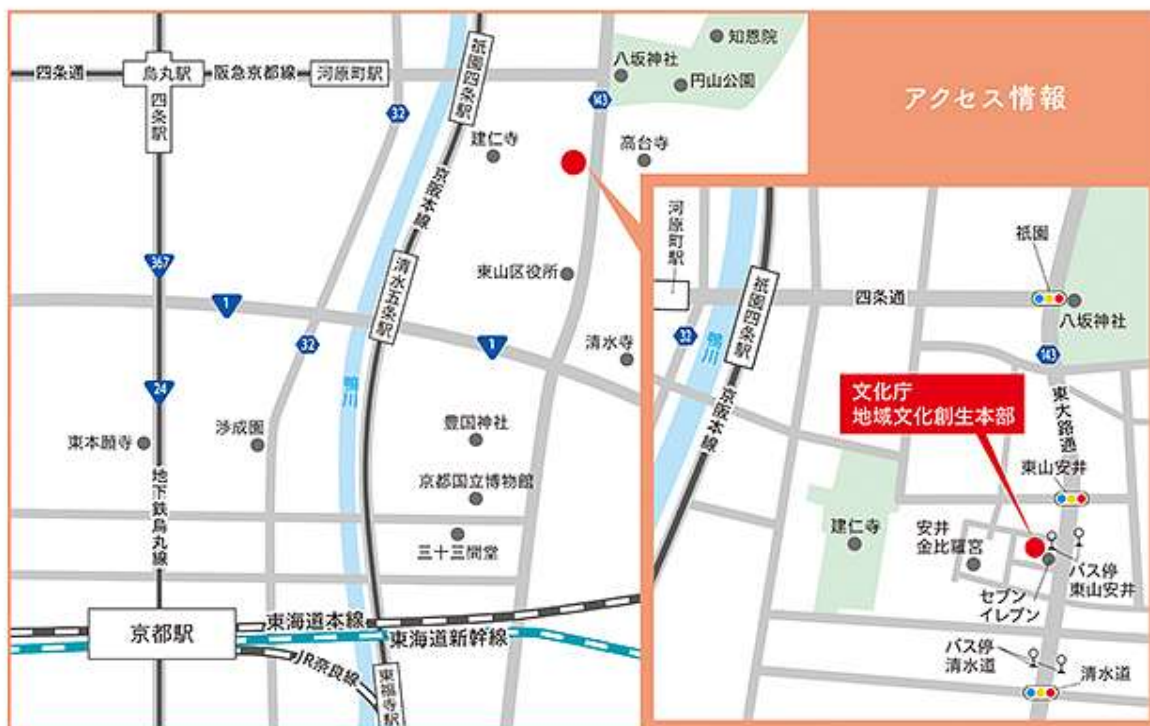 アクセス情報
知恩院
八坂神社
円山公園
四条通
烏丸駅
阪急京都線
河原町駅
四条駅
祇園四条駅
32
143
建仁寺
高台寺
京阪本線
367
東山区役所
1
清水五条駅
32
1
清水寺
24
鴨川
東本願寺
渉成園
豊国神社
京都国立博物館
地下鉄烏丸線
三十三間堂
京都駅
東海道本線
東海道新幹線
JR奈良線
東福寺駅
河原町駅
祇園
四条通
八坂神社
祇園四条駅
32
鴨川
143
京阪本線
文化庁
地域文化創生本部
東大路通
東山安井
建仁寺
安井
金比羅宮
バス停
東山安井
セブン
イレブン
バス停
清水道
清水道